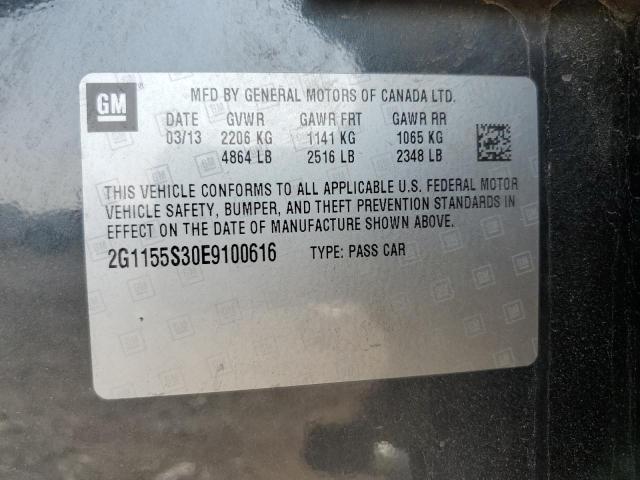 GM
MFD BY GENERAL MOTORS OF CANADA LTD.
DATE GVWR GAWR FRT GAWR RR
03/13 2206 KG 1141 KG 1065 KG
4864 LB 2516 LB 2348 LB
THIS VEHICLE CONFORMS TO ALL APPLICABLE U.S. FEDERAL MOTOR
VEHICLE SAFETY, BUMPER, AND THEFT PREVENTION STANDARDS IN
EFFECT ON THE DATE OF MANUFACTURE SHOWN ABOVE.
2G1155S30E9100616 TYPE: PASS CAR